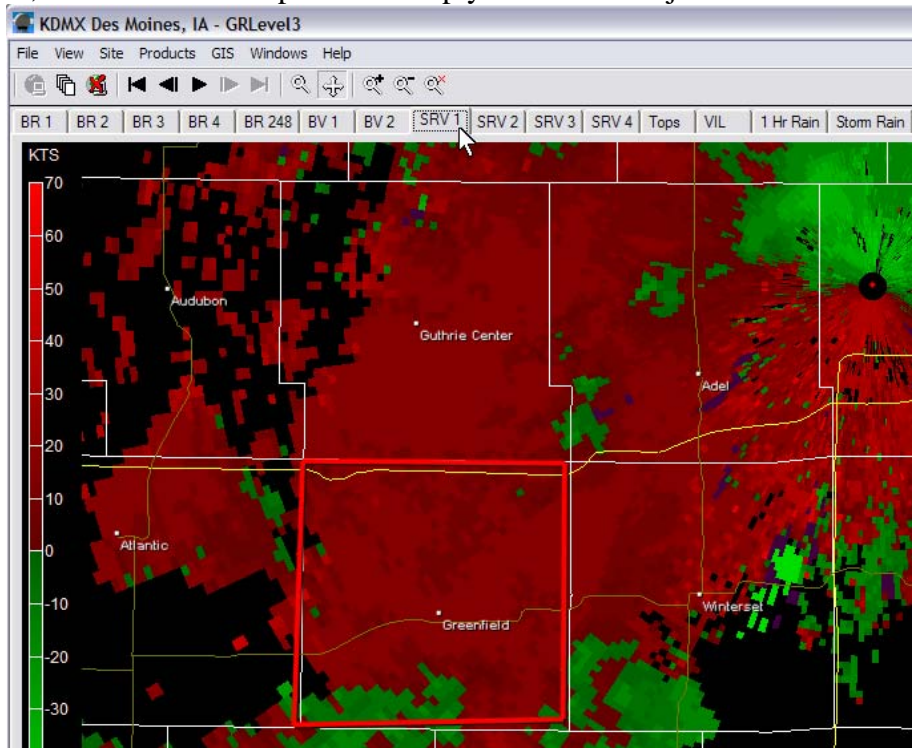 KDMX Des Moines, IA - GRLevel3
File View Site Products GIS Windows Help
BR 1 BR 2 BR 3 BR 4 BR 248 BV 1 BV 2 SRV 1 SRV 2 SRV 3 SRV 4 Tops VIL 1 Hr Rain Storm Rain
KTS
70
60
50
Audubon
40
Guthrie Center
Adel
30
20
10
Atlantic
0
-10
Winterset
Greenfield
-20
-30